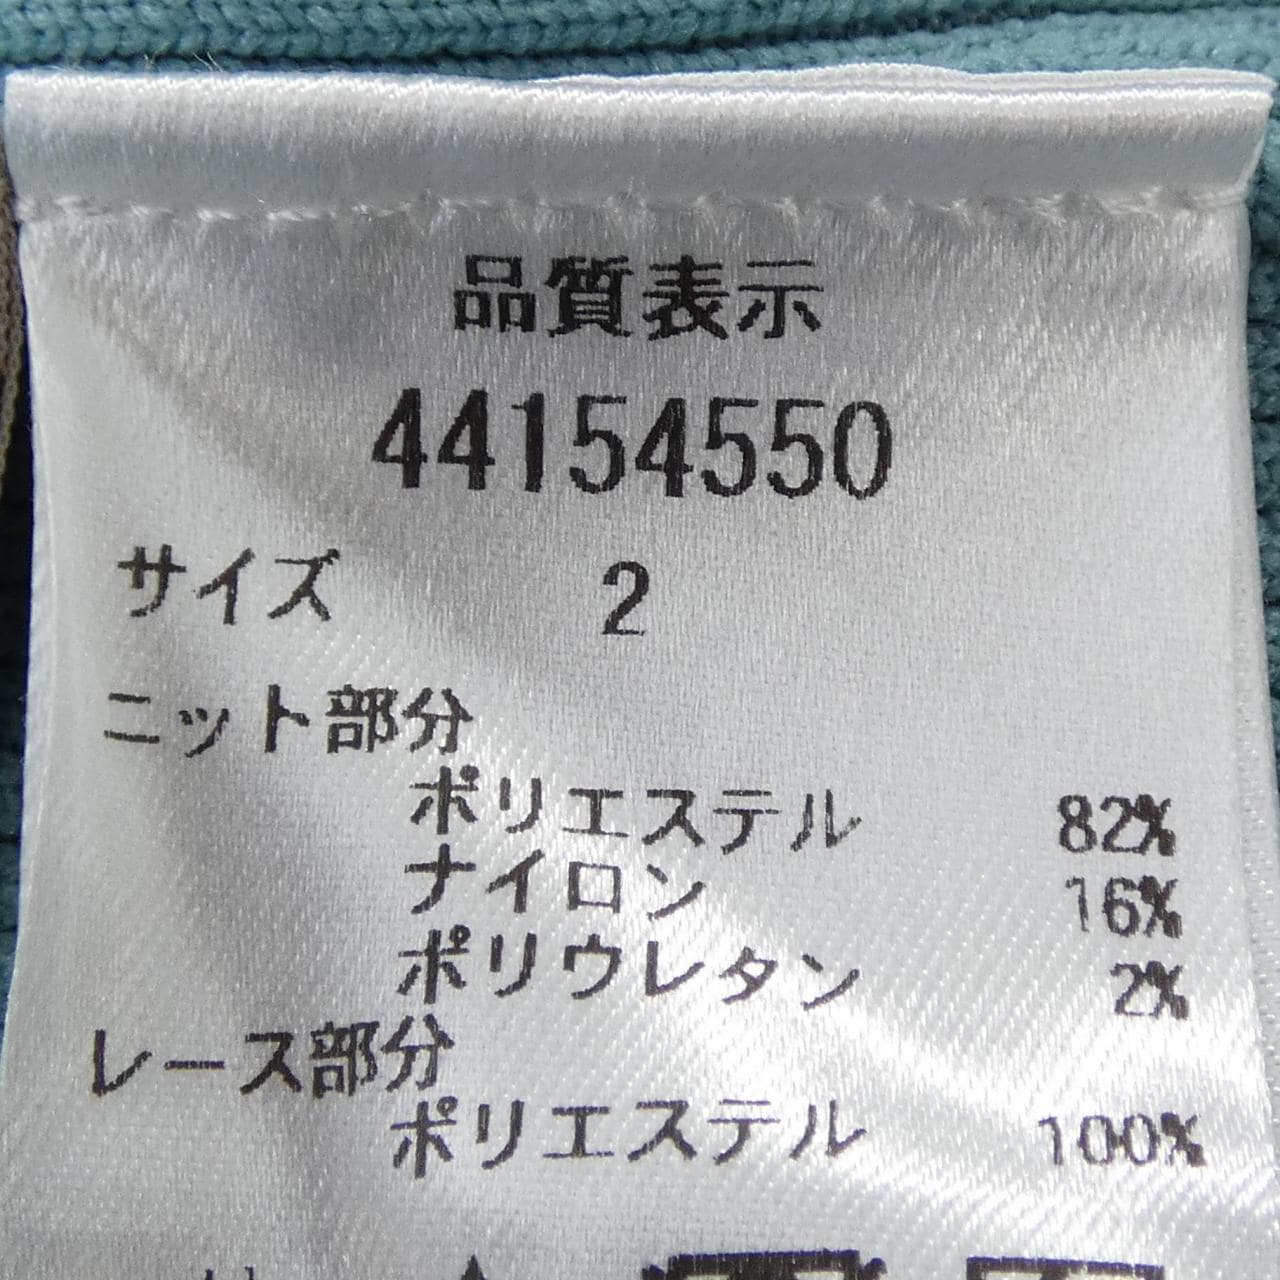 品質表示
44154550
サイズ 2
ニット部分
ポリエステル 82%
ナイロン 16%
ポリウレタン 2%
レース部分
ポリエステル 100%